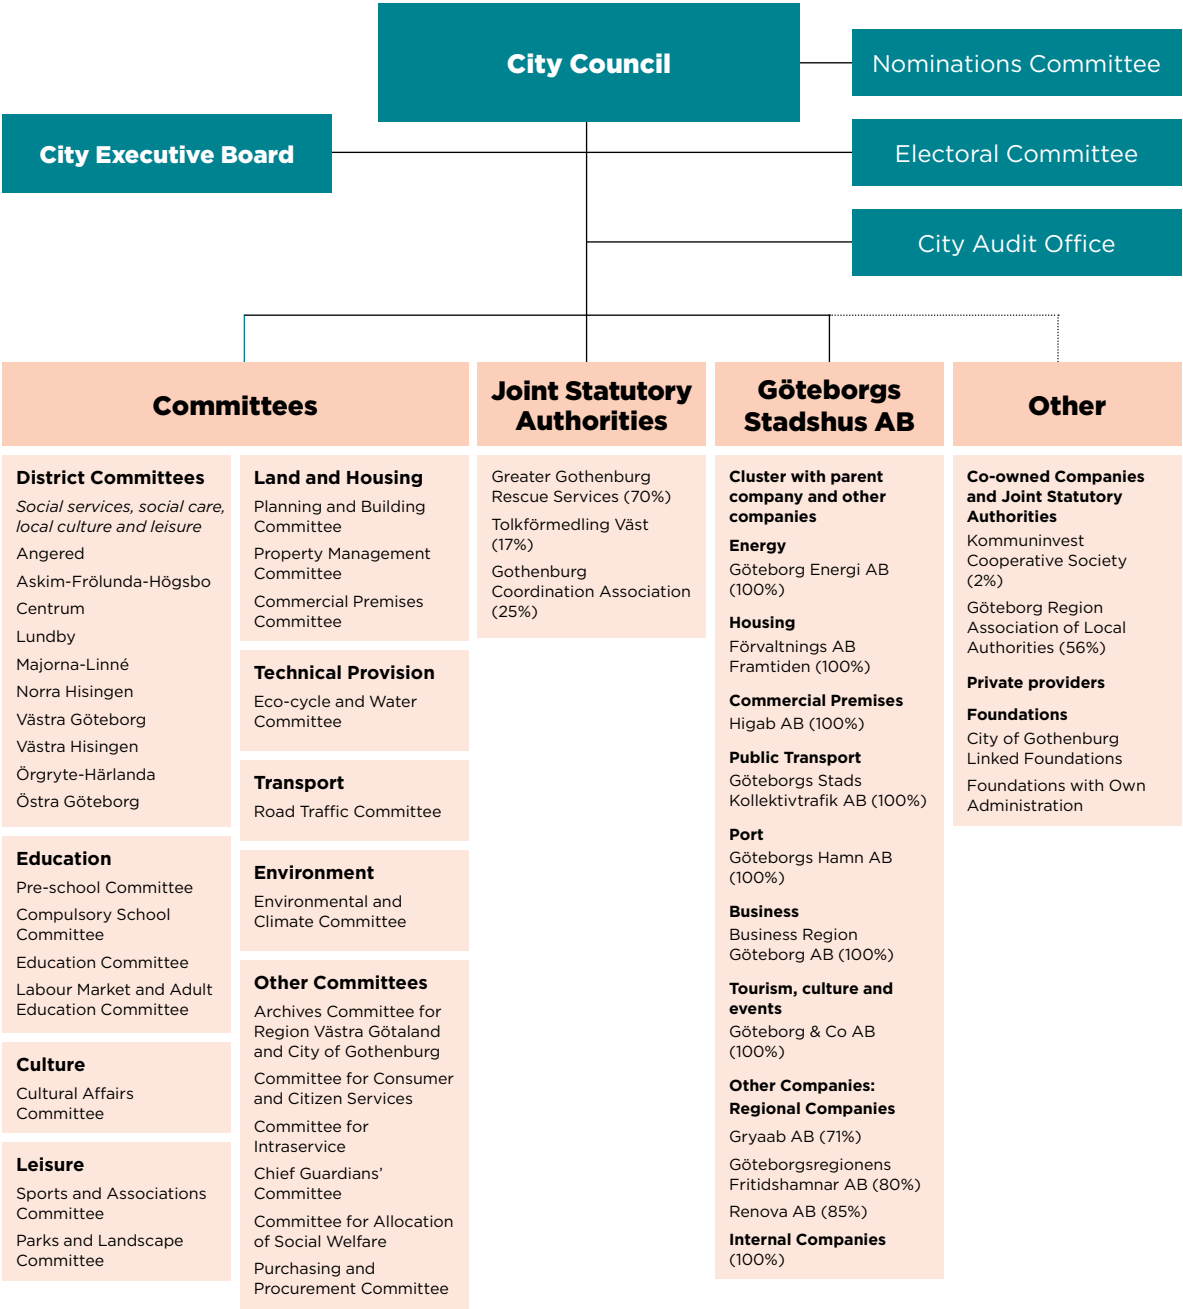 City Council
Nominations Committee
City Executive Board
Electoral Committee
City Audit Office
Committees
District Committees
Social services, social care,
local culture and leisure
Angered
Askim-Frölunda-Högsbo
Centrum
Lundby
Majorna-Linné
Norra Hisingen
Västra Göteborg
Västra Hisingen
Örgryte-Härlanda
Östra Göteborg
Education
Pre-school Committee
Compulsory School
Committee
Education Committee
Labour Market and Adult
Education Committee
Culture
Cultural Affairs
Committee
Leisure
Sports and Associations
Committee
Parks and Landscape
Committee
Land and Housing
Planning and Building
Committee
Property Management
Committee
Commercial Premises
Committee
Technical Provision
Eco-cycle and Water
Committee
Transport
Road Traffic Committee
Environment
Environmental and
Climate Committee
Other Committees
Archives Committee for
Region Västra Götaland
and City of Gothenburg
Committee for Consumer
and Citizen Services
Committee for
Intraservice
Chief Guardians’
Committee
Committee for Allocation
of Social Welfare
Purchasing and
Procurement Committee
Joint Statutory
Authorities
Greater Gothenburg
Rescue Services (70%)
Tolkförmedling Väst
(17%)
Gothenburg
Coordination Association
(25%)
Göteborgs
Stadshus AB
Cluster with parent
company and other
companies
Energy
Göteborg Energi AB
(100%)
Housing
Förvaltnings AB
Framtiden (100%)
Commercial Premises
Higab AB (100%)
Public Transport
Göteborgs Stads
Kollektivtrafik AB (100%)
Port
Göteborgs Hamn AB
(100%)
Business
Business Region
Göteborg AB (100%)
Tourism, culture and
events
Göteborg & Co AB
(100%)
Other Companies:
Regional Companies
Gryaab AB (71%)
Göteborgsregionens
Fritidshamnar AB (80%)
Renova AB (85%)
Internal Companies
(100%)
Other
Co-owned Companies
and Joint Statutory
Authorities
Kommuninvest
Cooperative Society
(2%)
Göteborg Region
Association of Local
Authorities (56%)
Private providers
Foundations
City of Gothenburg
Linked Foundations
Foundations with Own
Administration